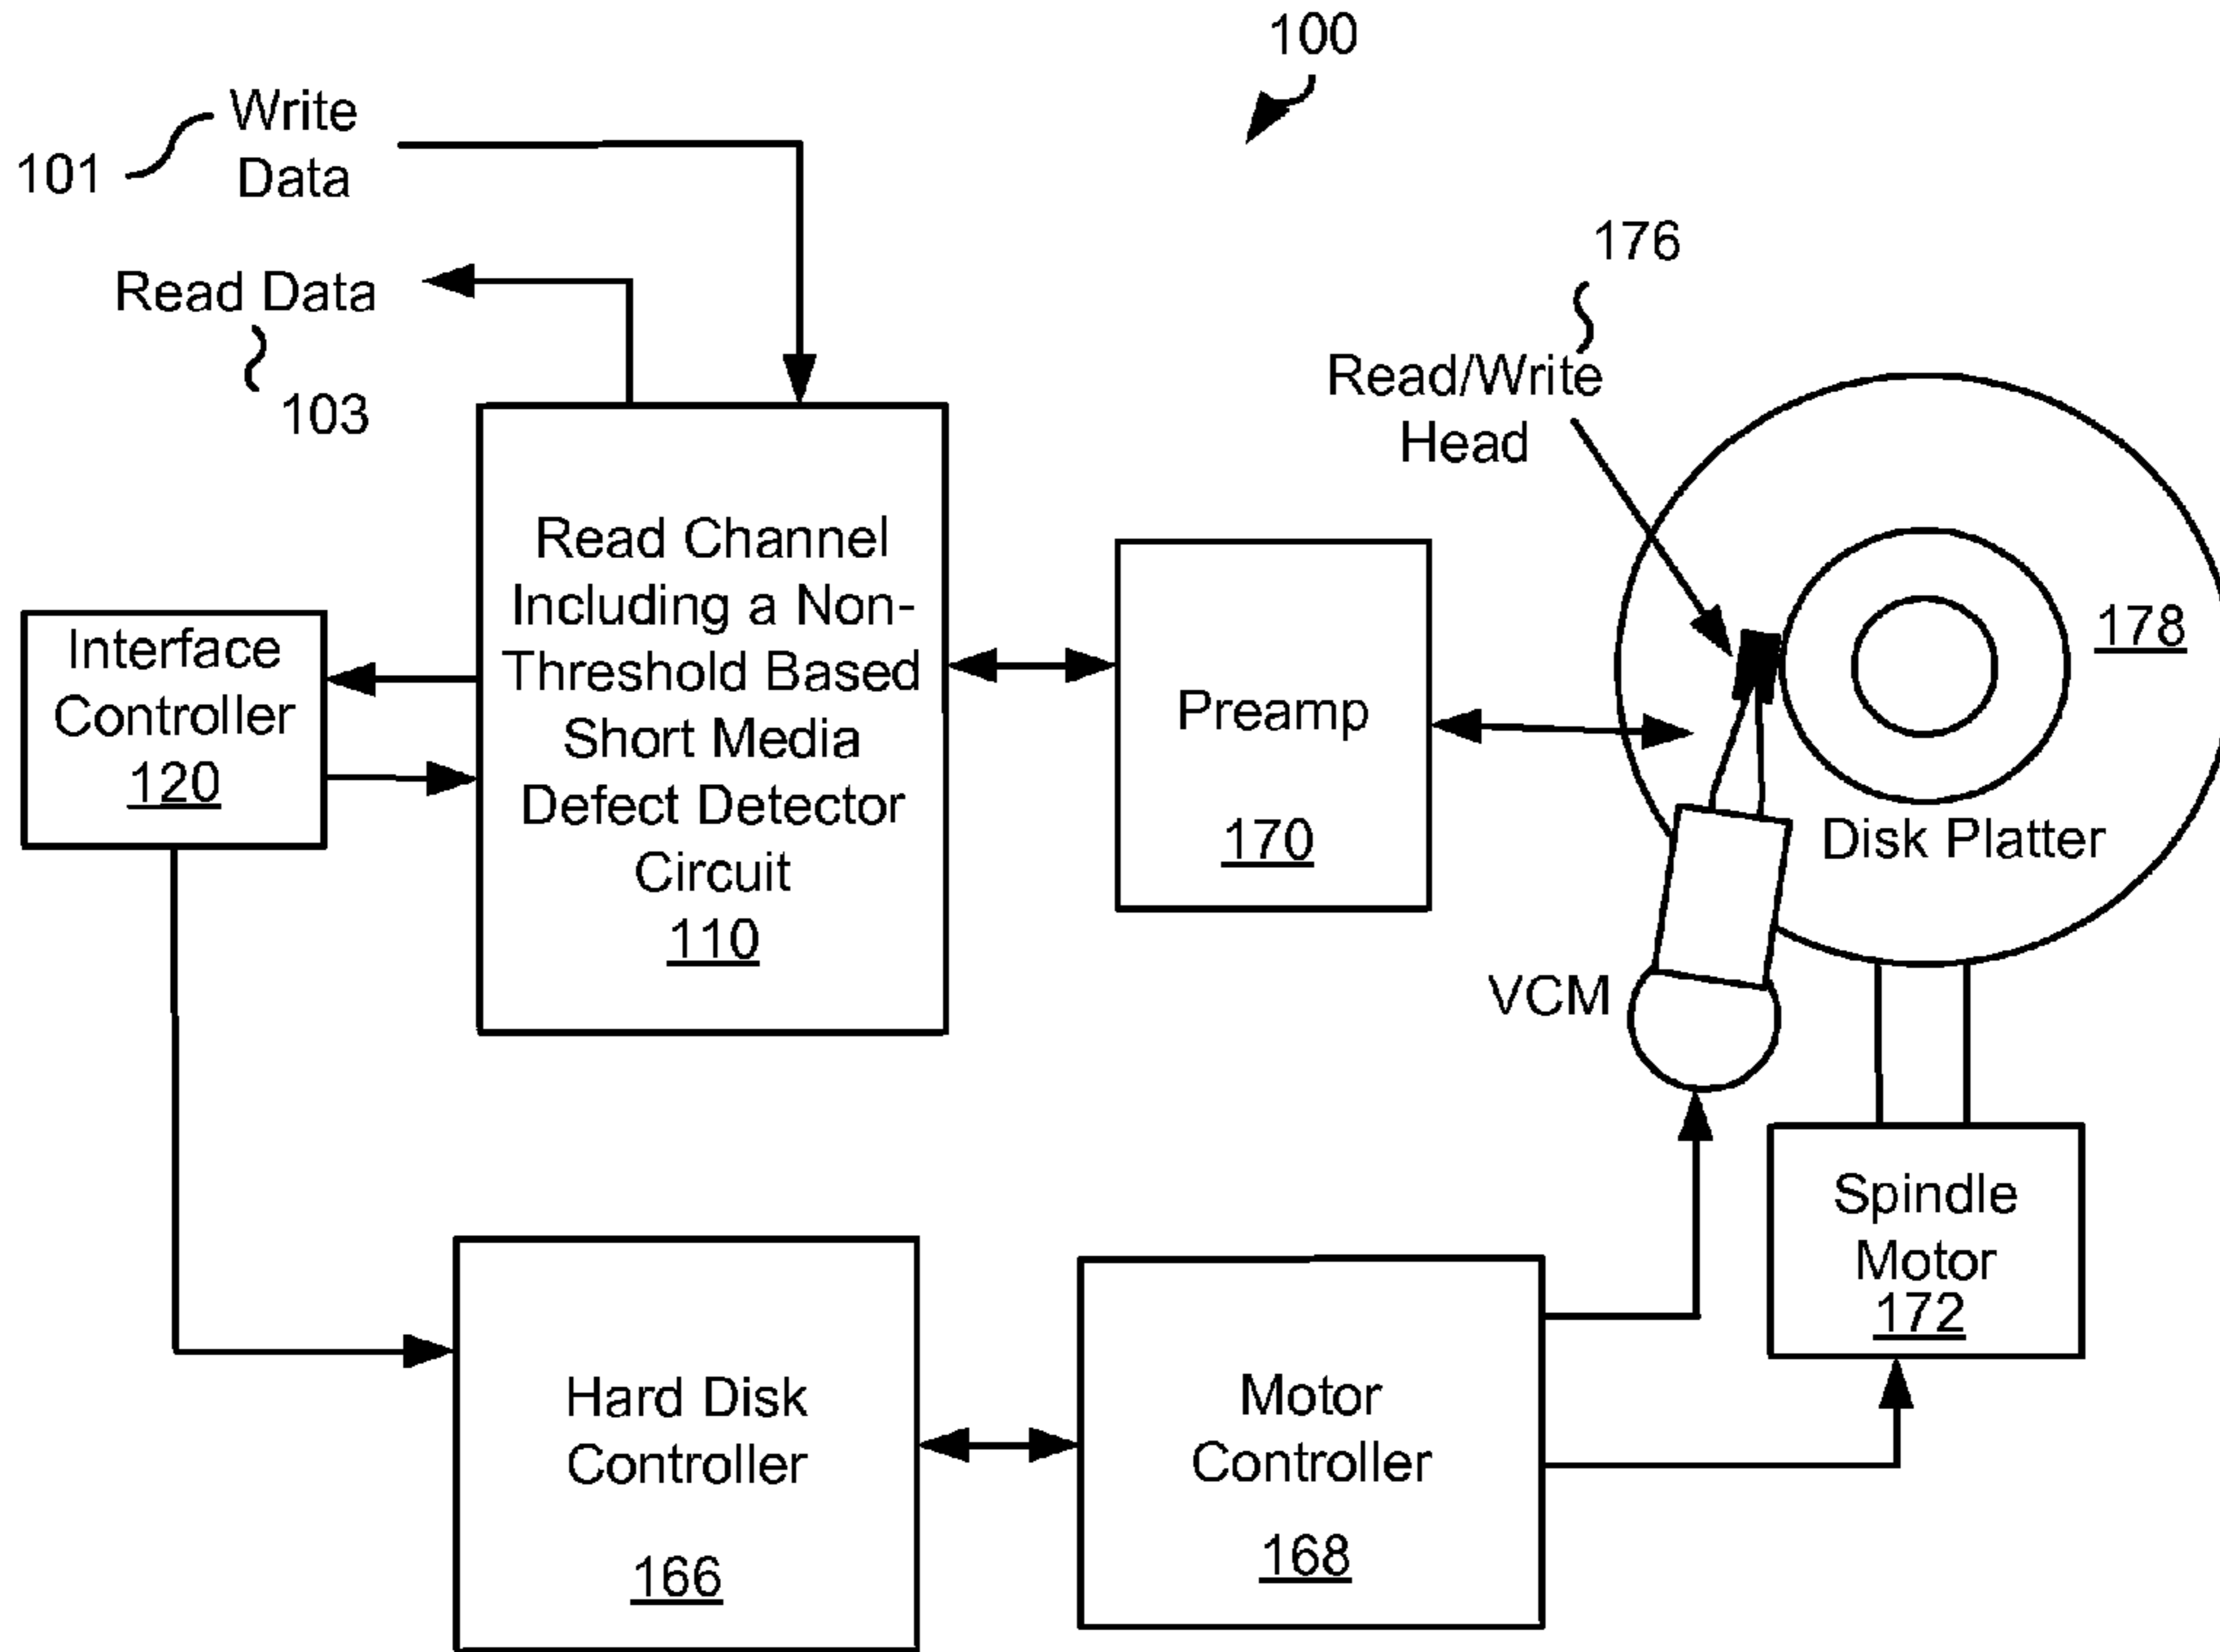 100
Write
Data
101
Read Data
103
176
Read/Write
Head
Read Channel
Including a Non-
Threshold Based
Short Media
Defect Detector
Circuit
110
Interface
Controller
120
Preamp
170
178
Disk Platter
VCM
Spindle
Motor
172
Hard Disk
Controller
166
Motor
Controller
168